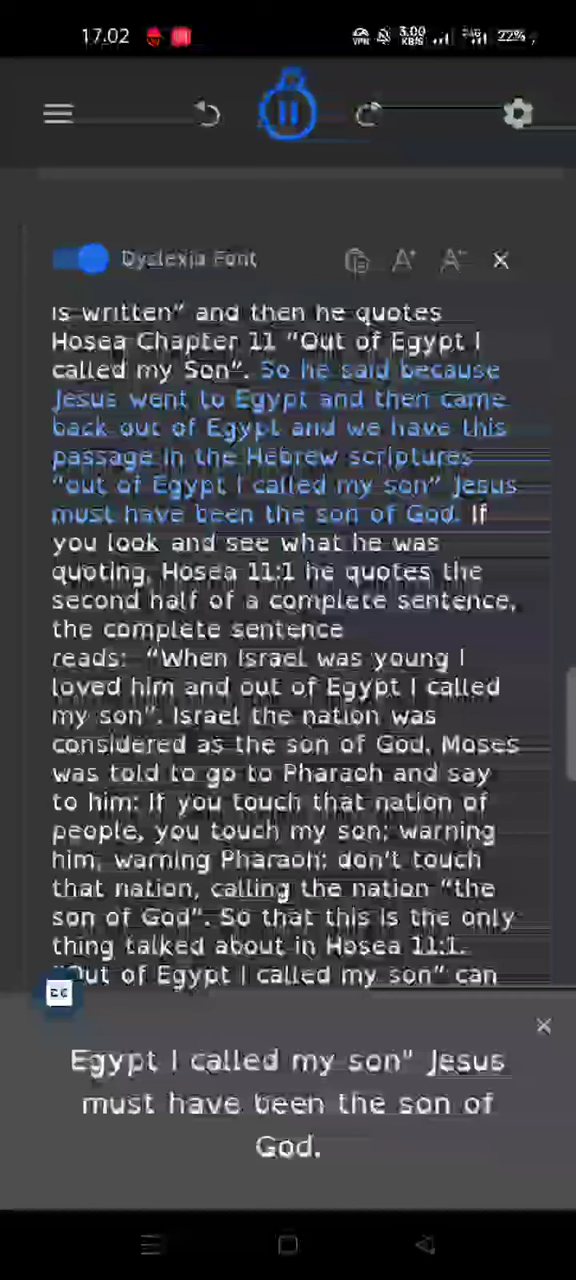 17.02
VPN 3.00 KB/S 22%
Dyslexia Font
is written” and then he quotes
Hosea Chapter 11 “Out of Egypt I
called my Son”. So he said because
Jesus went to Egypt and then came
back out of Egypt and we have this
passage in the Hebrew scriptures
“out of Egypt I called my son” Jesus
must have been the son of God. If
you look and see what he was
quoting, Hosea 11:1 he quotes the
second half of a complete sentence,
the complete sentence
reads: “When Israel was young I
loved him and out of Egypt I called
my son”. Israel the nation was
considered as the son of God. Moses
was told to go to Pharaoh and say
to him: If you touch that nation of
people, you touch my son; warning
him, warning Pharaoh: don’t touch
that nation, calling the nation “the
son of God”. So that this is the only
thing talked about in Hosea 11:1.
“Out of Egypt I called my son” can
Egypt I called my son” Jesus
must have been the son of
God.